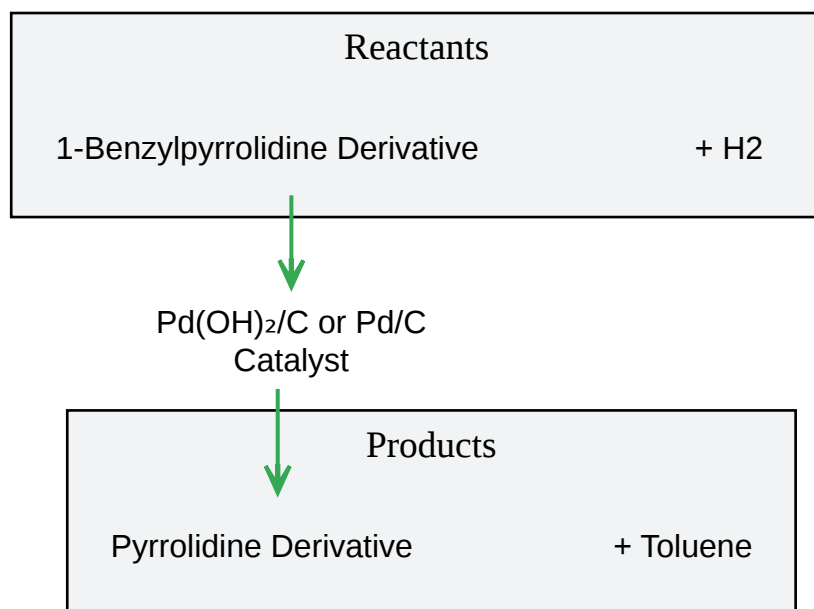 Reactants
1-Benzylpyrrolidine Derivative + H2
Pd(OH)₂/C or Pd/C
Catalyst
Products
Pyrrolidine Derivative + Toluene